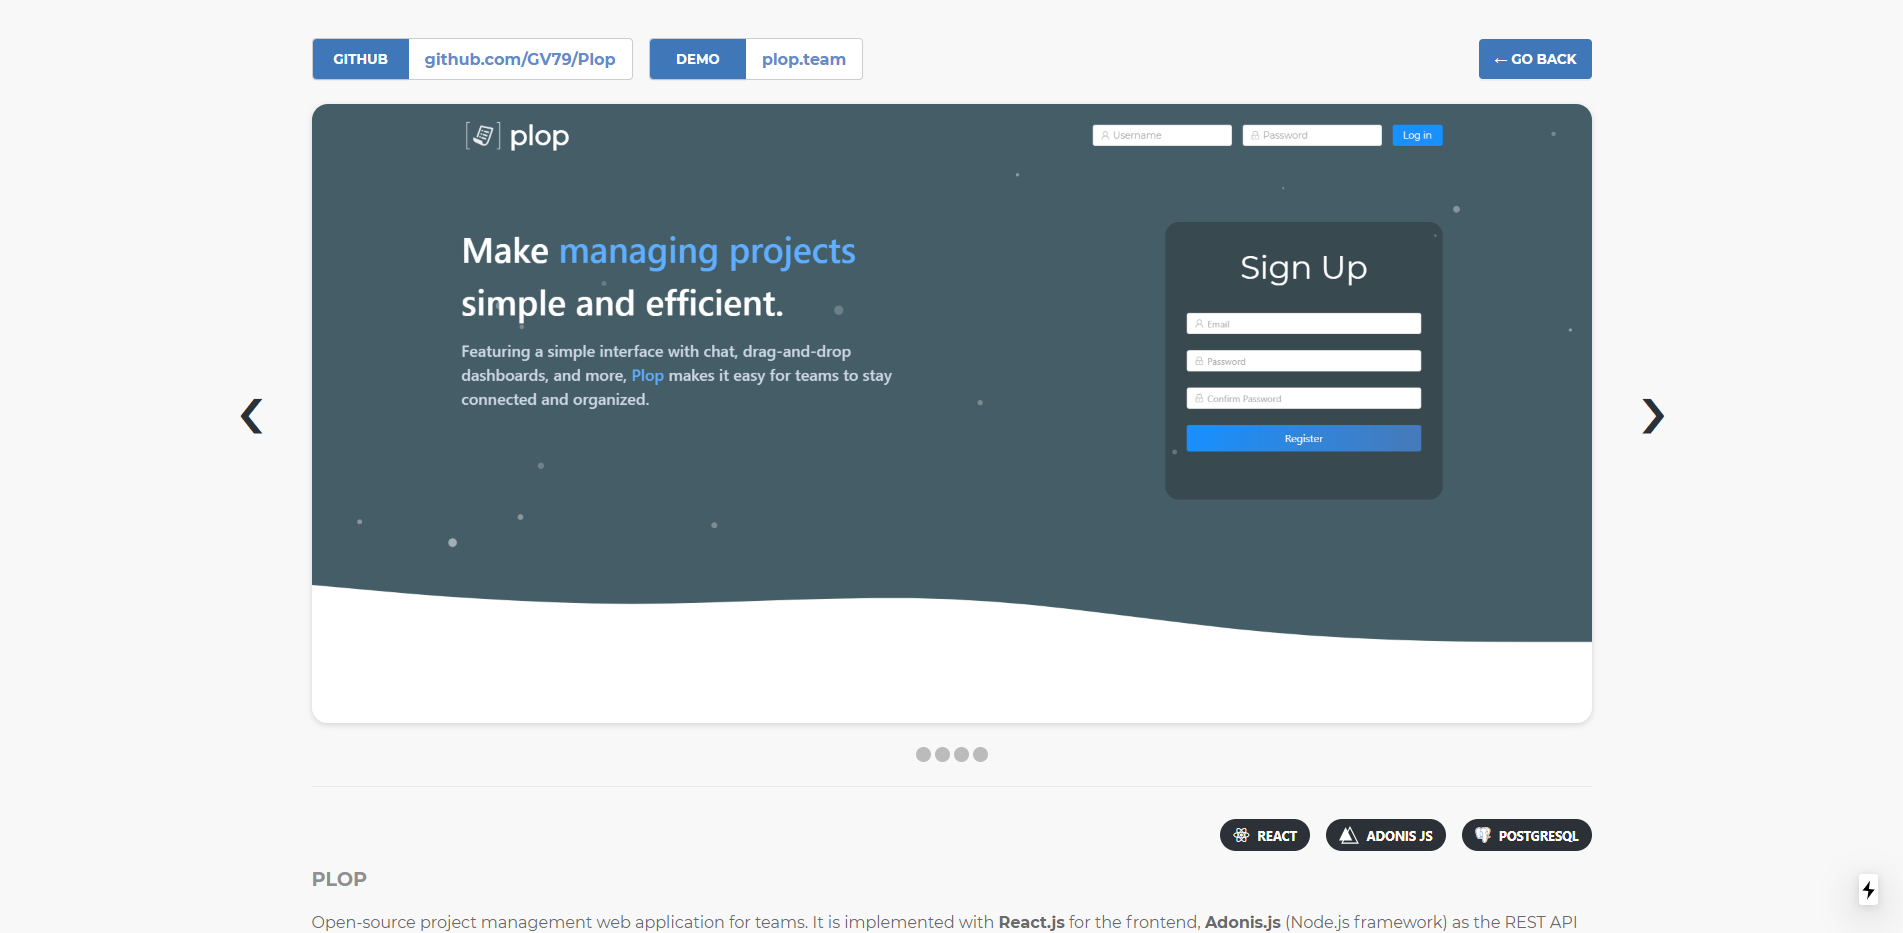 GITHUB github.com/GV79/Plop DEMO plop.team ← GO BACK
plop Username Password Log in
Make managing projects
simple and efficient.
Featuring a simple interface with chat, drag-and-drop
dashboards, and more, Plop makes it easy for teams to stay
connected and organized.
Sign Up
Email
Password
Confirm Password
Register
REACT ADONIS JS POSTGRESQL
PLOP
Open-source project management web application for teams. It is implemented with React.js for the frontend, Adonis.js (Node.js framework) as the REST API